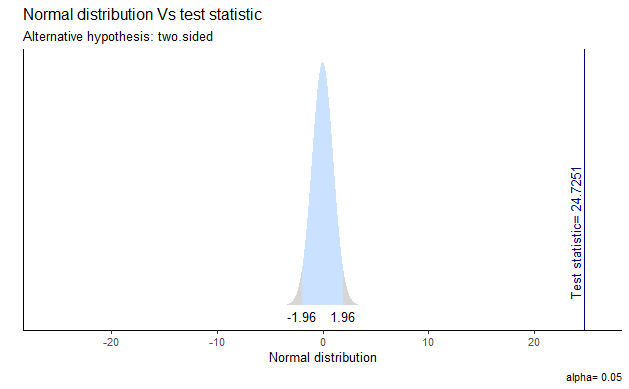 Normal distribution Vs test statistic
Alternative hypothesis: two.sided
Test statistic= 24.7251
-1.96 1.96
-20 -10 0 10 20
Normal distribution
alpha= 0.05